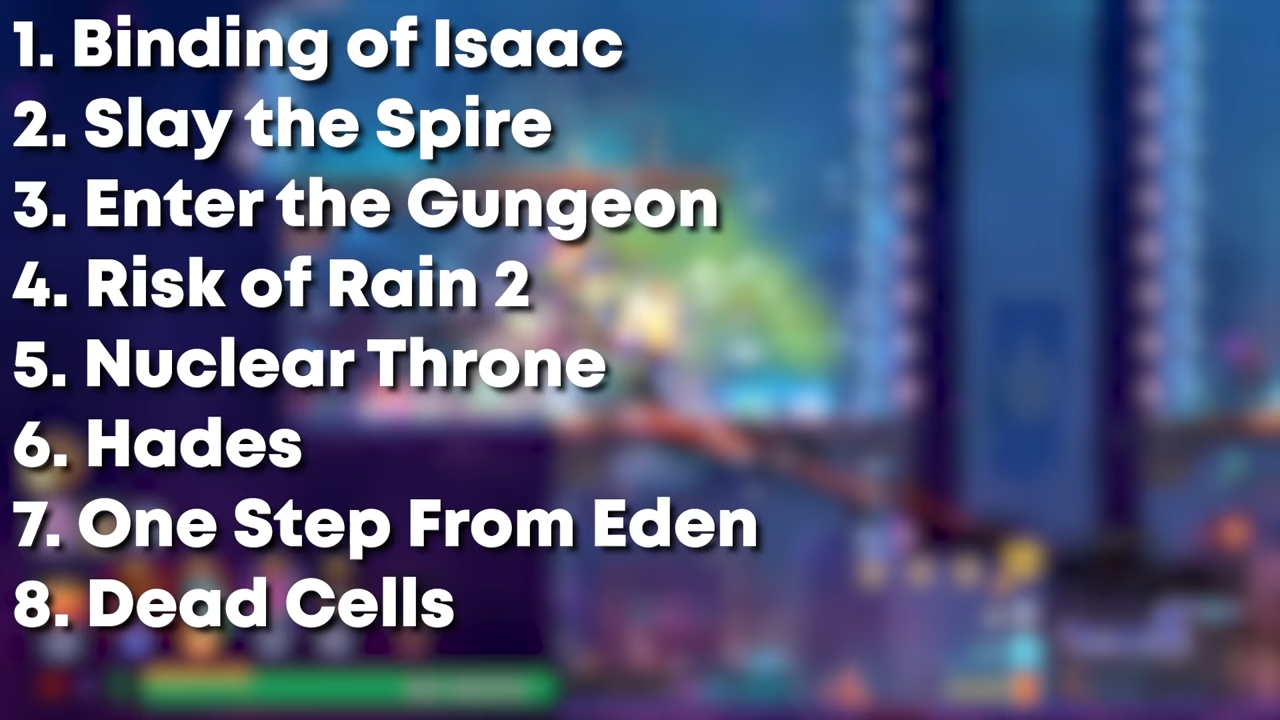 1. Binding of Isaac
2. Slay the Spire
3. Enter the Gungeon
4. Risk of Rain 2
5. Nuclear Throne
6. Hades
7. One Step From Eden
8. Dead Cells